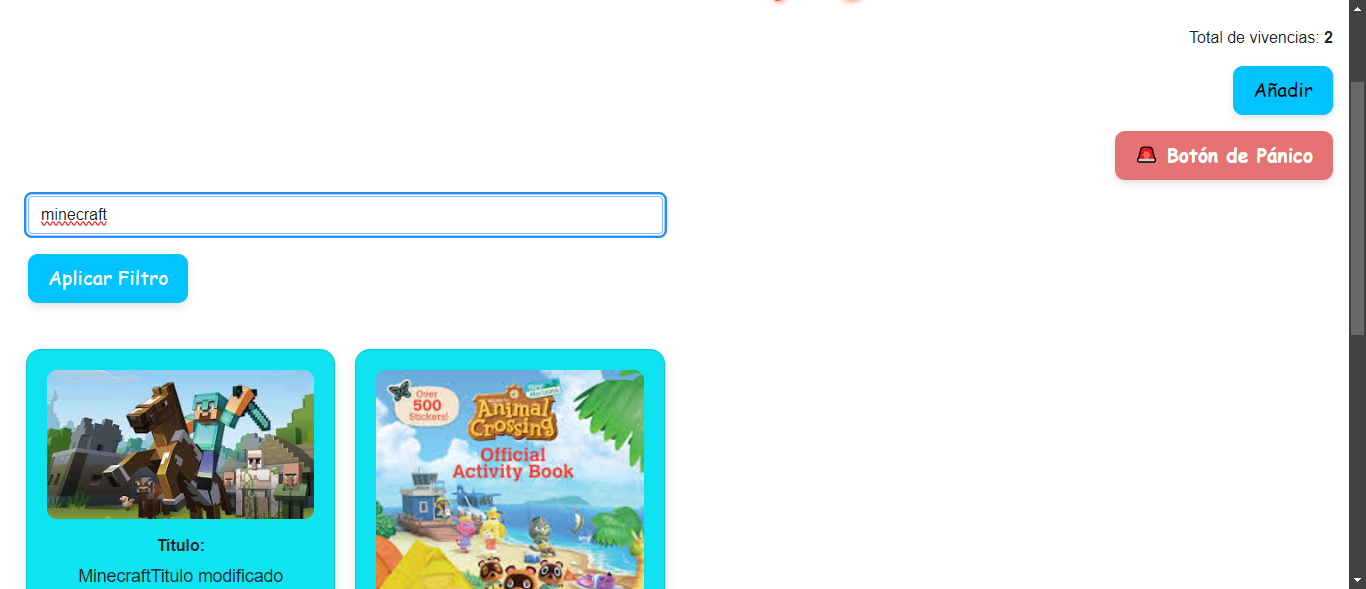 Total de vivencias: 2
Añadir
Botón de Pánico
minecraft
Aplicar Filtro
Over
500
Stickers!
New
Horizons
Animal
Crossing
Official
Activity Book
Titulo:
MinecraftTitulo modificado